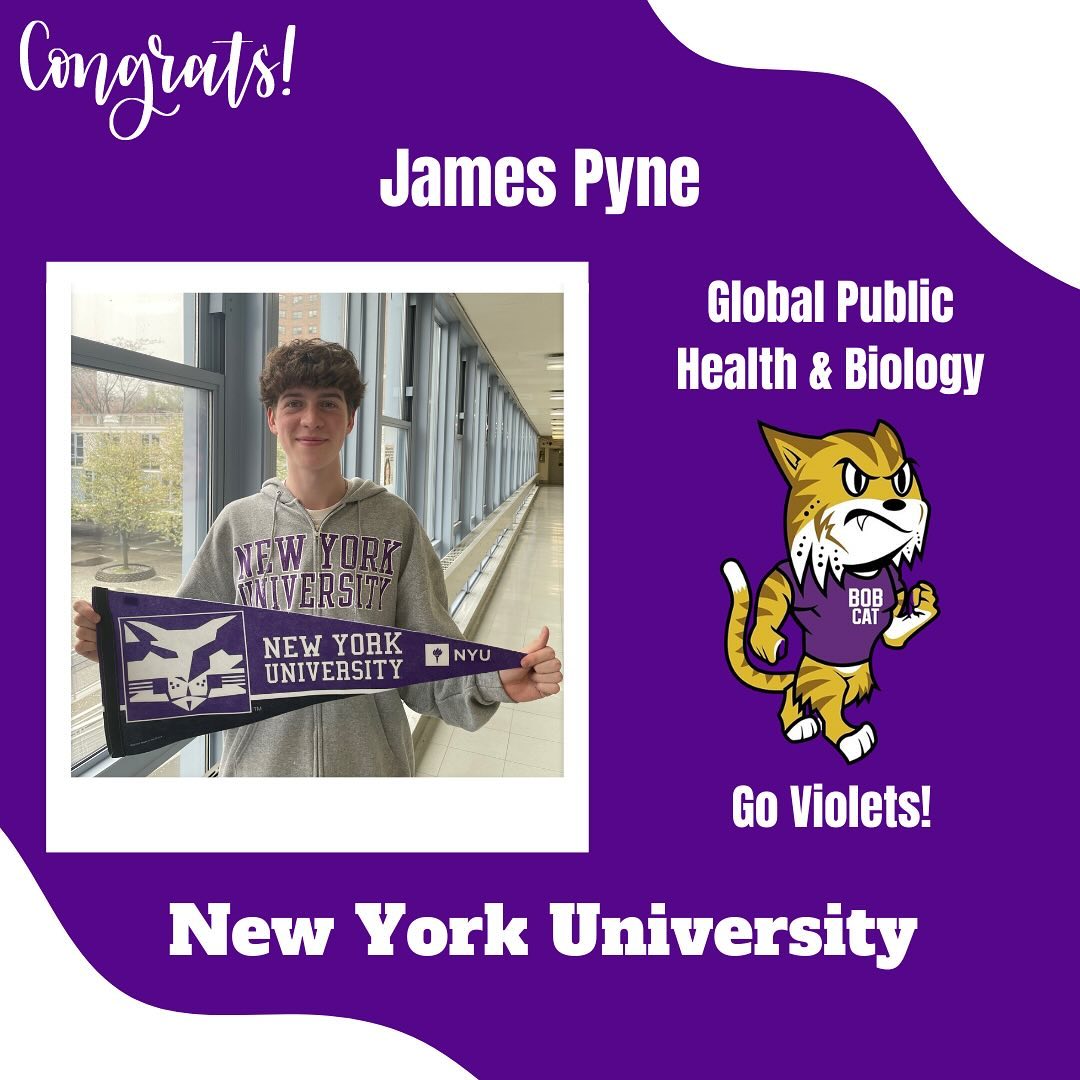 Congrats!
James Pyne
Global Public
Health & Biology
NEW YORK
UNIVERSITY
NEW YORK
UNIVERSITY
NYU
TM
BOB
CAT
Go Violets!
New York University